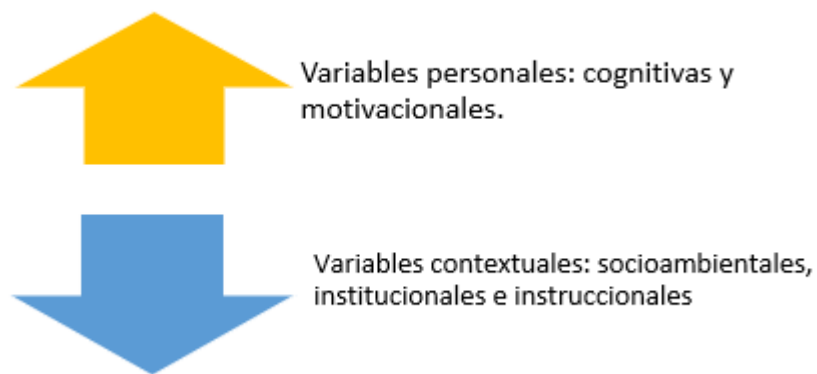 Variables personales: cognitivas y
motivacionales.
Variables contextuales: socioambientales,
institucionales e instruccionales